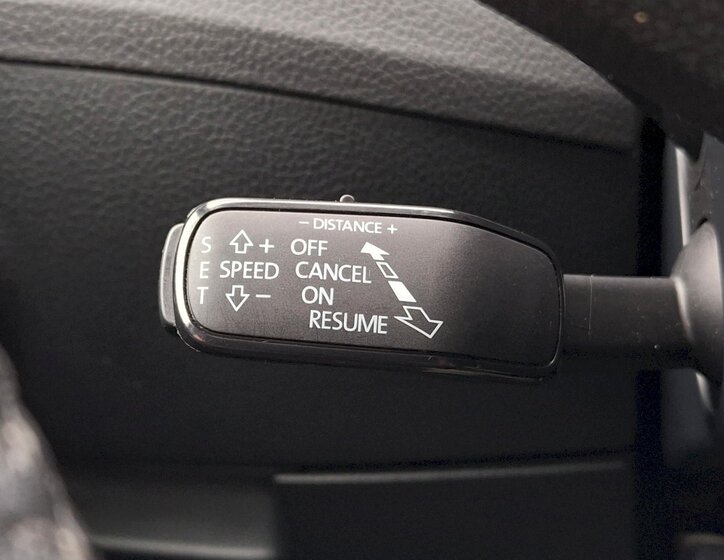 − DISTANCE +
S + OFF
E SPEED CANCEL
T − ON
RESUME